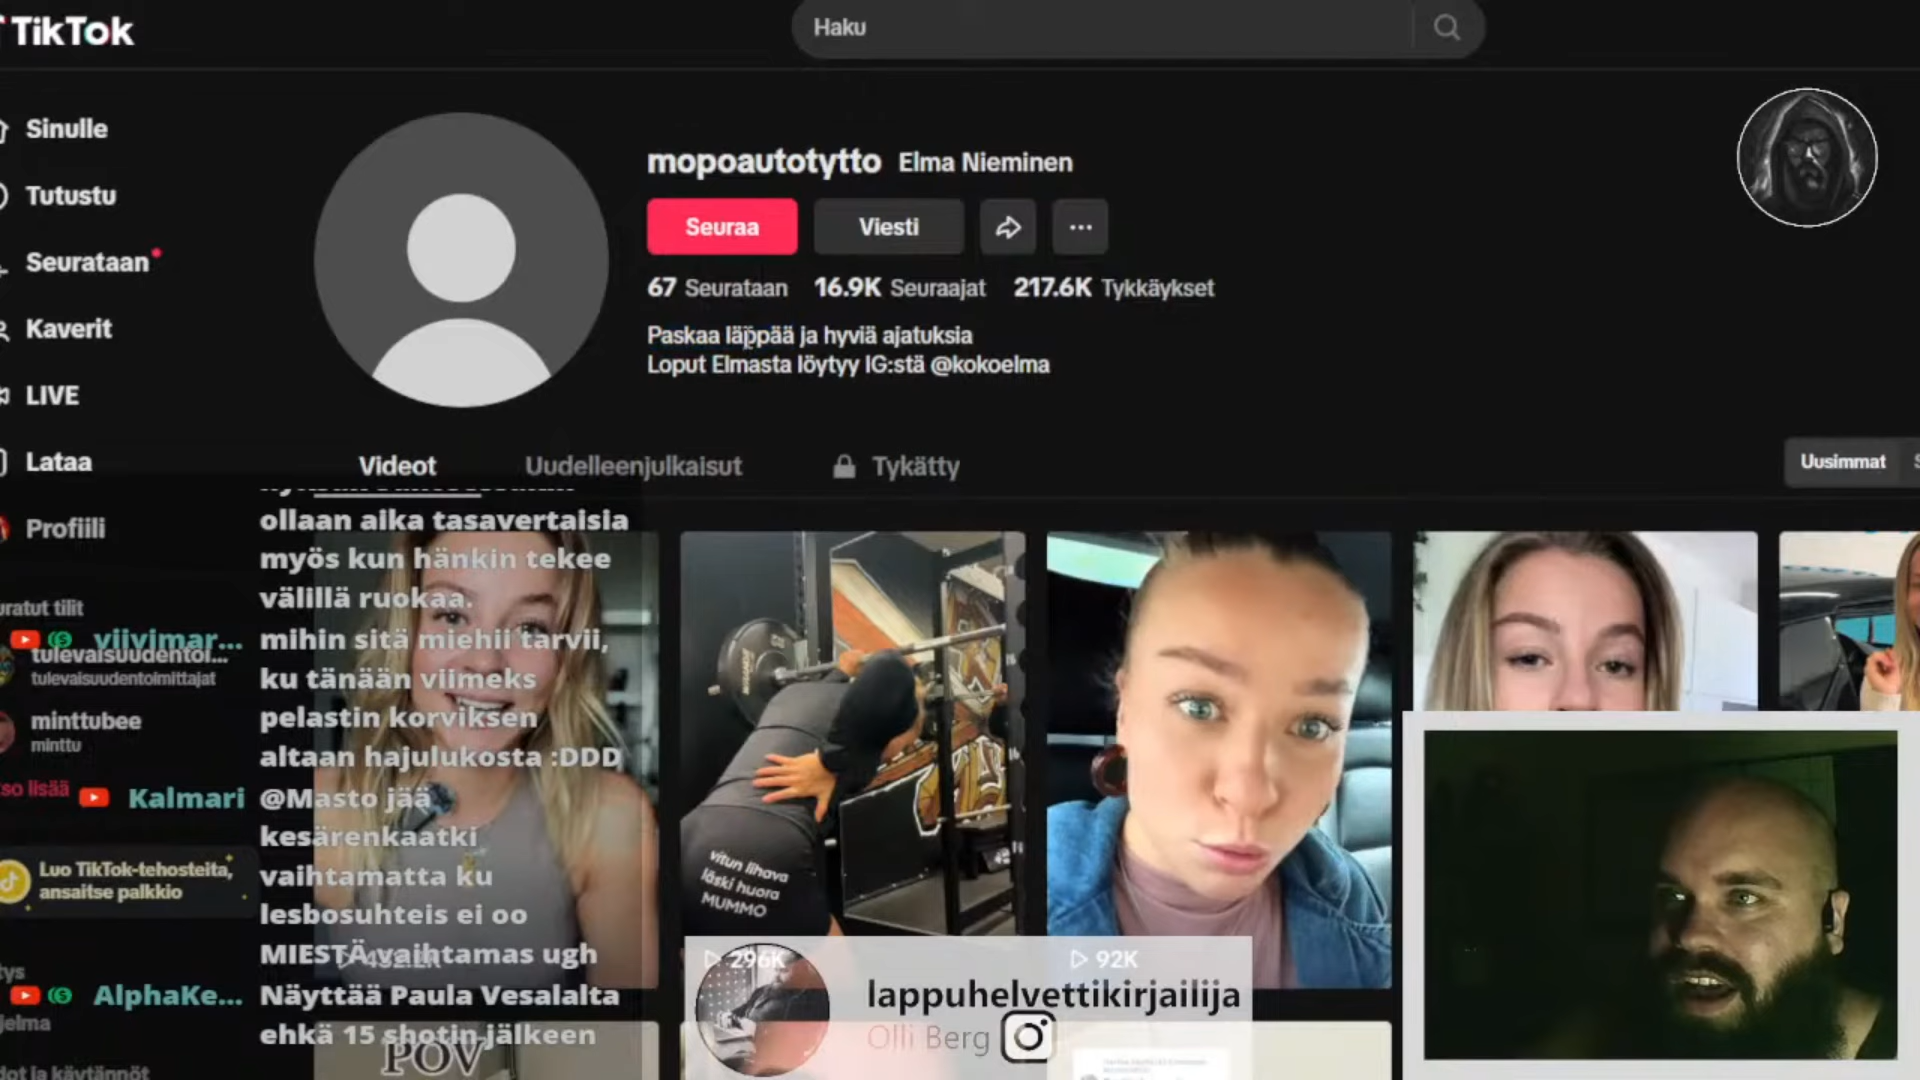 TikTok
Haku
Sinulle
Tutustu
Seurataan
Kaverit
LIVE
Lataa
Profiili
mopoautotytto Elma Nieminen
Seuraa
Viesti
67 Seurataan 16.9K Seuraajat 217.6K Tykkäykset
Paskaa läppää ja hyviä ajatuksia
Loput Elmasta löytyy IG:stä @kokoelma
Videot
Uudelleenjulkaisut
Tykätty
Uusimmat
ollaan aika tasavertaisia
myös kun hänkin tekee
välillä ruokaa.
viivimar... mihin sitä miehii tarvii,
ku tänään viimeks
pelastin korviksen
altaan hajulukosta :DDD
Kalmari @Masto jää
kesärenkaatki
vaihtamatta ku
lesbosuhteis ei oo
MIESTÄ vaihtamas ugh
AlphaKe... Näyttää Paula Vesalalta
ehkä 15 shotin jälkeen
tilit
tulevaisuudentoi...
tulevaisuudentoimittajat
minttubee
minttu
lisää
Luo TikTok-tehosteita,
ansaitse palkkio
vitun lihava
läski huora
MUMMO
296K
92K
POV
lappuhelvettikirjailija
Olli Berg